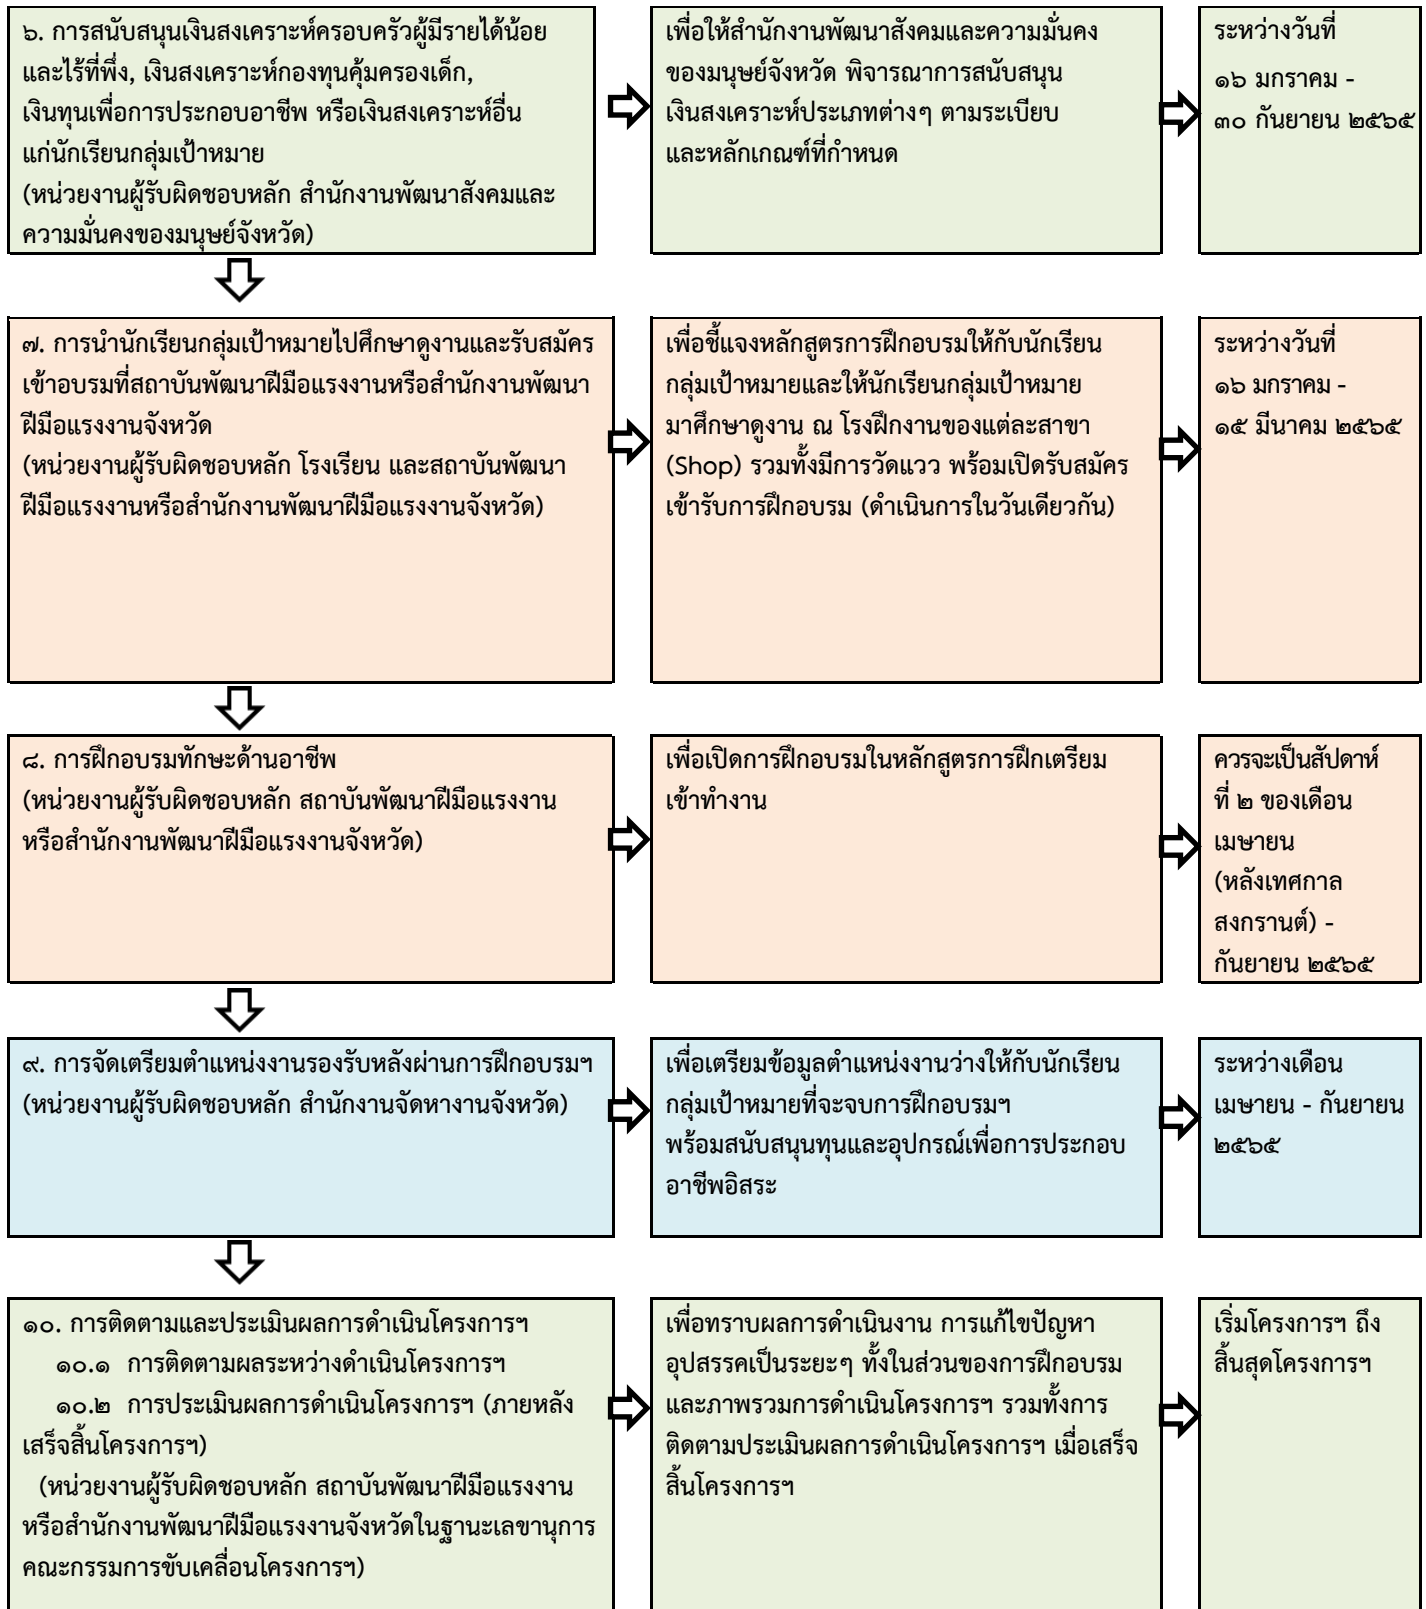 ๖. การสนับสนุนเงินสงเคราะห์ครอบครัวผู้มีรายได้น้อย
และไร้ที่พึ่ง, เงินสงเคราะห์กองทุนคุ้มครองเด็ก,
เงินทุนเพื่อการประกอบอาชีพ หรือเงินสงเคราะห์อื่น
แก่นักเรียนกลุ่มเป้าหมาย
(หน่วยงานผู้รับผิดชอบหลัก สำนักงานพัฒนาสังคมและ
ความมั่นคงของมนุษย์จังหวัด)
เพื่อให้สำนักงานพัฒนาสังคมและความมั่นคง
ของมนุษย์จังหวัด พิจารณาการสนับสนุน
เงินสงเคราะห์ประเภทต่างๆ ตามระเบียบ
และหลักเกณฑ์ที่กำหนด
ระหว่างวันที่
๑๖ มกราคม -
๓๐ กันยายน ๒๕๖๕
๗. การนำนักเรียนกลุ่มเป้าหมายไปศึกษาดูงานและรับสมัคร
เข้าอบรมที่สถาบันพัฒนาฝีมือแรงงานหรือสำนักงานพัฒนา
ฝีมือแรงงานจังหวัด
(หน่วยงานผู้รับผิดชอบหลัก โรงเรียน และสถาบันพัฒนา
ฝีมือแรงงานหรือสำนักงานพัฒนาฝีมือแรงงานจังหวัด)
เพื่อชี้แจงหลักสูตรการฝึกอบรมให้กับนักเรียน
กลุ่มเป้าหมายและให้นักเรียนกลุ่มเป้าหมาย
มาศึกษาดูงาน ณ โรงฝึกงานของแต่ละสาขา
(Shop) รวมทั้งมีการวัดแวว พร้อมเปิดรับสมัคร
เข้ารับการฝึกอบรม (ดำเนินการในวันเดียวกัน)
ระหว่างวันที่
๑๖ มกราคม -
๑๕ มีนาคม ๒๕๖๕
๘. การฝึกอบรมทักษะด้านอาชีพ
(หน่วยงานผู้รับผิดชอบหลัก สถาบันพัฒนาฝีมือแรงงาน
หรือสำนักงานพัฒนาฝีมือแรงงานจังหวัด)
เพื่อเปิดการฝึกอบรมในหลักสูตรการฝึกเตรียม
เข้าทำงาน
ควรจะเป็นสัปดาห์
ที่ ๒ ของเดือน
เมษายน
(หลังเทศกาล
สงกรานต์) -
กันยายน ๒๕๖๕
๙. การจัดเตรียมตำแหน่งงานรองรับหลังผ่านการฝึกอบรมฯ
(หน่วยงานผู้รับผิดชอบหลัก สำนักงานจัดหางานจังหวัด)
เพื่อเตรียมข้อมูลตำแหน่งงานว่างให้กับนักเรียน
กลุ่มเป้าหมายที่จะจบการฝึกอบรมฯ
พร้อมสนับสนุนทุนและอุปกรณ์เพื่อการประกอบ
อาชีพอิสระ
ระหว่างเดือน
เมษายน - กันยายน
๒๕๖๕
๑๐. การติดตามและประเมินผลการดำเนินโครงการฯ
๑๐.๑ การติดตามผลระหว่างดำเนินโครงการฯ
๑๐.๒ การประเมินผลการดำเนินโครงการฯ (ภายหลัง
เสร็จสิ้นโครงการฯ)
(หน่วยงานผู้รับผิดชอบหลัก สถาบันพัฒนาฝีมือแรงงาน
หรือสำนักงานพัฒนาฝีมือแรงงานจังหวัดในฐานะเลขานุการ
คณะกรรมการขับเคลื่อนโครงการฯ)
เพื่อทราบผลการดำเนินงาน การแก้ไขปัญหา
อุปสรรคเป็นระยะๆ ทั้งในส่วนของการฝึกอบรม
และภาพรวมการดำเนินโครงการฯ รวมทั้งการ
ติดตามประเมินผลการดำเนินโครงการฯ เมื่อเสร็จ
สิ้นโครงการฯ
เริ่มโครงการฯ ถึง
สิ้นสุดโครงการฯ